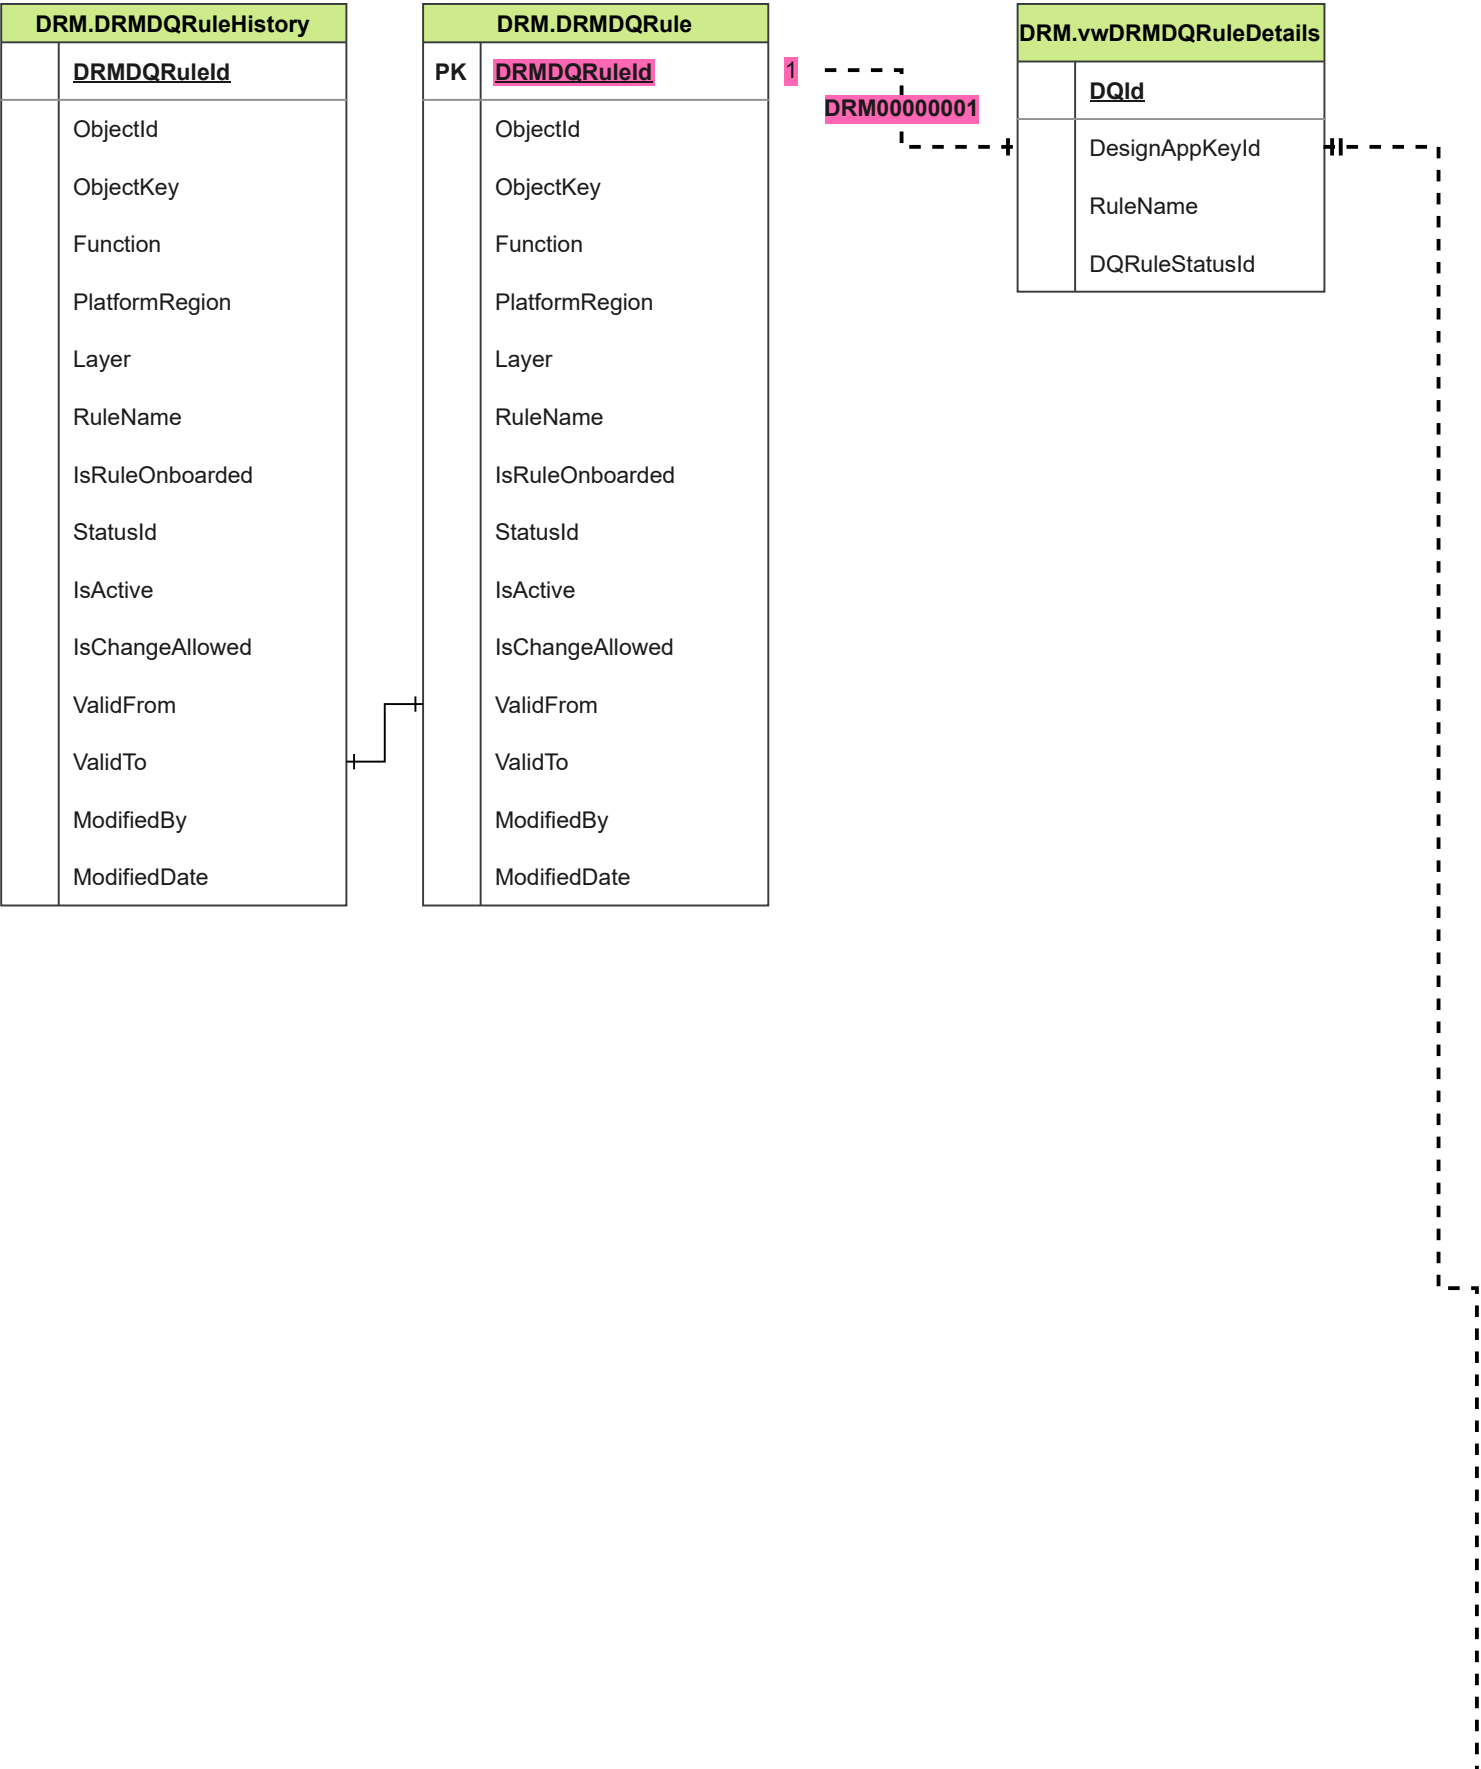 DRM.DRMDQRuleHistory
DRMDQRuleId
ObjectId
ObjectKey
Function
PlatformRegion
Layer
RuleName
IsRuleOnboarded
StatusId
IsActive
IsChangeAllowed
ValidFrom
ValidTo
ModifiedBy
ModifiedDate
DRM.DRMDQRule
PK DRMDQRuleId
ObjectId
ObjectKey
Function
PlatformRegion
Layer
RuleName
IsRuleOnboarded
StatusId
IsActive
IsChangeAllowed
ValidFrom
ValidTo
ModifiedBy
ModifiedDate
1
DRM00000001
DRM.vwDRMDQRuleDetails
DQId
DesignAppKeyId
RuleName
DQRuleStatusId